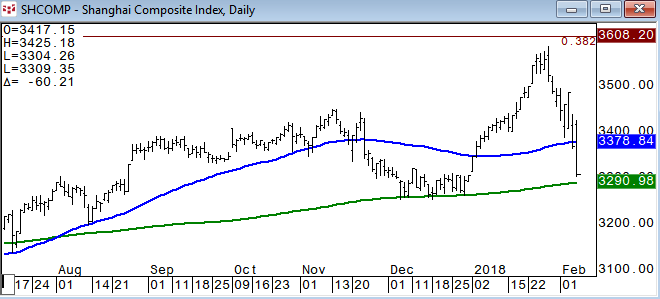 SHCOMP - Shanghai Composite Index, Daily
O=3417.15
H=3425.18
L=3304.26
L=3309.35
Δ= -60.21
0.382
3608.20
3500.00
3400.00
3378.84
3290.98
3200.00
3100.00
Aug Sep Oct Nov Dec 2018 Feb
17 24 01 14 21 01 11 18 25 09 16 23 01 13 20 01 11 18 25 02 15 22 01